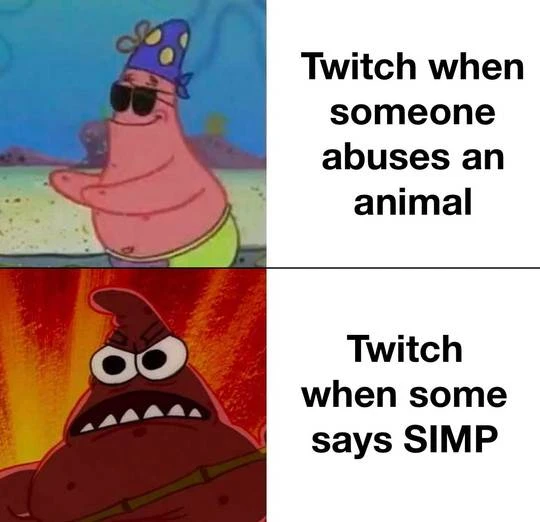 Twitch when
someone
abuses an
animal
Twitch
when some
says SIMP